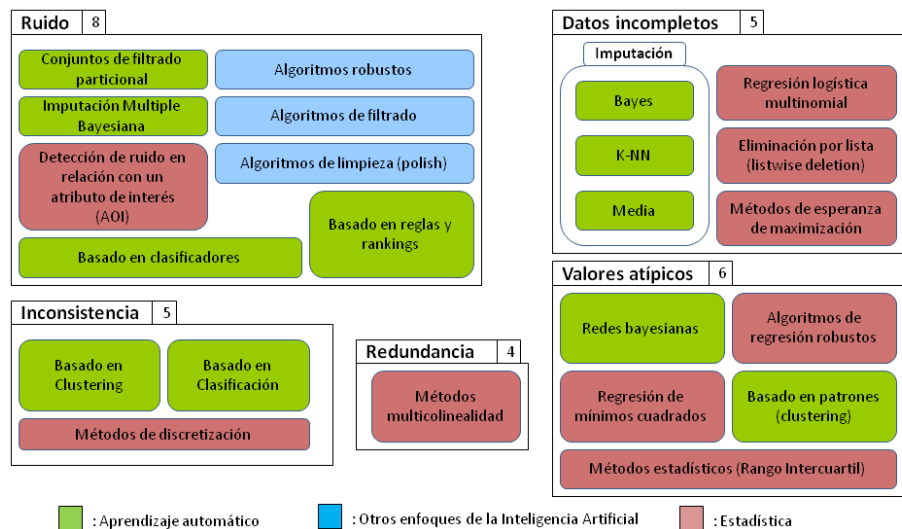 Ruido 8
Conjuntos de filtrado
particional
Algoritmos robustos
Imputación Multiple
Bayesiana
Algoritmos de filtrado
Detección de ruido en
relación con un
atributo de interés
(AOI)
Algoritmos de limpieza (polish)
Basado en reglas y
rankings
Basado en clasificadores
Datos incompletos 5
Imputación
Bayes
K-NN
Media
Regresión logística
multinomial
Eliminación por lista
(listwise deletion)
Métodos de esperanza
de maximización
Inconsistencia 5
Basado en
Clustering
Basado en
Clasificación
Métodos de discretización
Redundancia 4
Métodos
multicolinealidad
Valores atípicos 6
Redes bayesianas
Algoritmos de
regresión robustos
Regresión de
mínimos cuadrados
Basado en patrones
(clustering)
Métodos estadísticos (Rango Intercuartil)
: Aprendizaje automático
: Otros enfoques de la Inteligencia Artificial
: Estadística